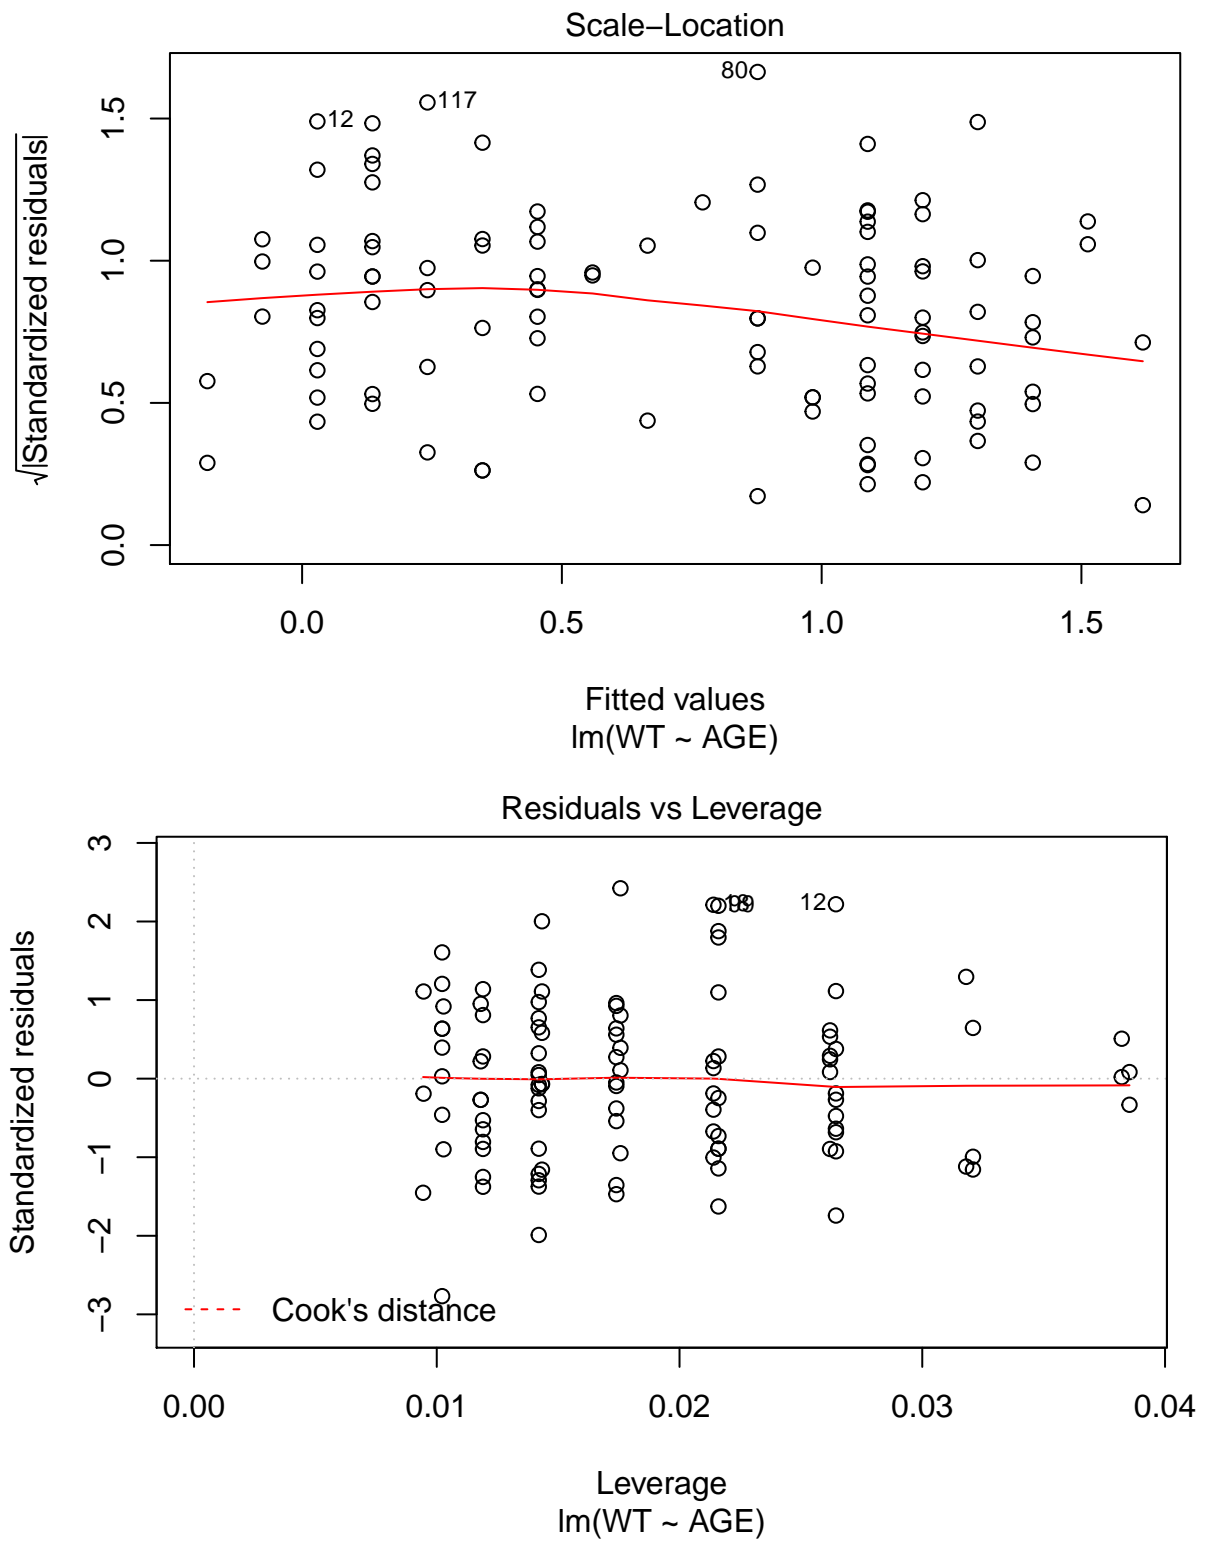 Scale−Location
80
117
12
√|Standardized residuals|
1.5
1.0
0.5
0.0
0.0 0.5 1.0 1.5
Fitted values
lm(WT ~ AGE)
Residuals vs Leverage
3
2
1
0
−1
−2
−3
12
Standardized residuals
Cook's distance
0.00 0.01 0.02 0.03 0.04
Leverage
lm(WT ~ AGE)